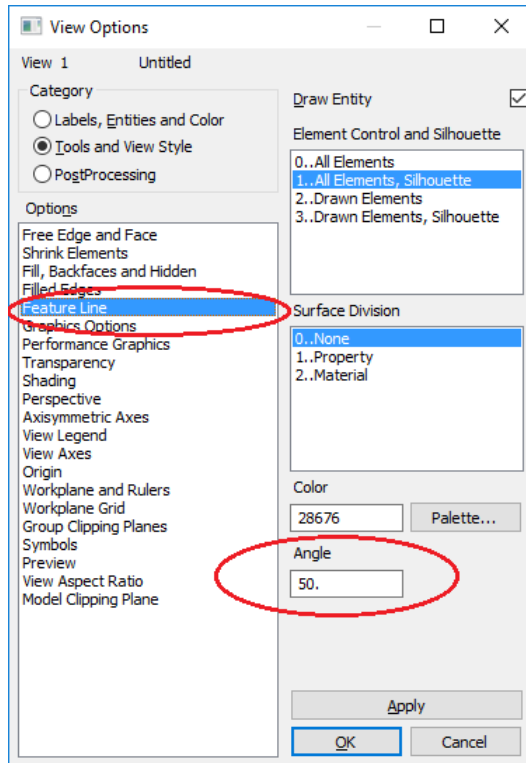 View Options
View 1 Untitled
Category
Labels, Entities and Color
Tools and View Style
PostProcessing
Options
Free Edge and Face
Shrink Elements
Fill, Backfaces and Hidden
Filled Edges
Feature Line
Graphics Options
Performance Graphics
Transparency
Shading
Perspective
Axisymmetric Axes
View Legend
View Axes
Origin
Workplane and Rulers
Workplane Grid
Group Clipping Planes
Symbols
Preview
View Aspect Ratio
Model Clipping Plane
Draw Entity
Element Control and Silhouette
0..All Elements
1..All Elements, Silhouette
2..Drawn Elements
3..Drawn Elements, Silhouette
Surface Division
0..None
1..Property
2..Material
Color
28676 Palette...
Angle
50.
Apply
OK Cancel